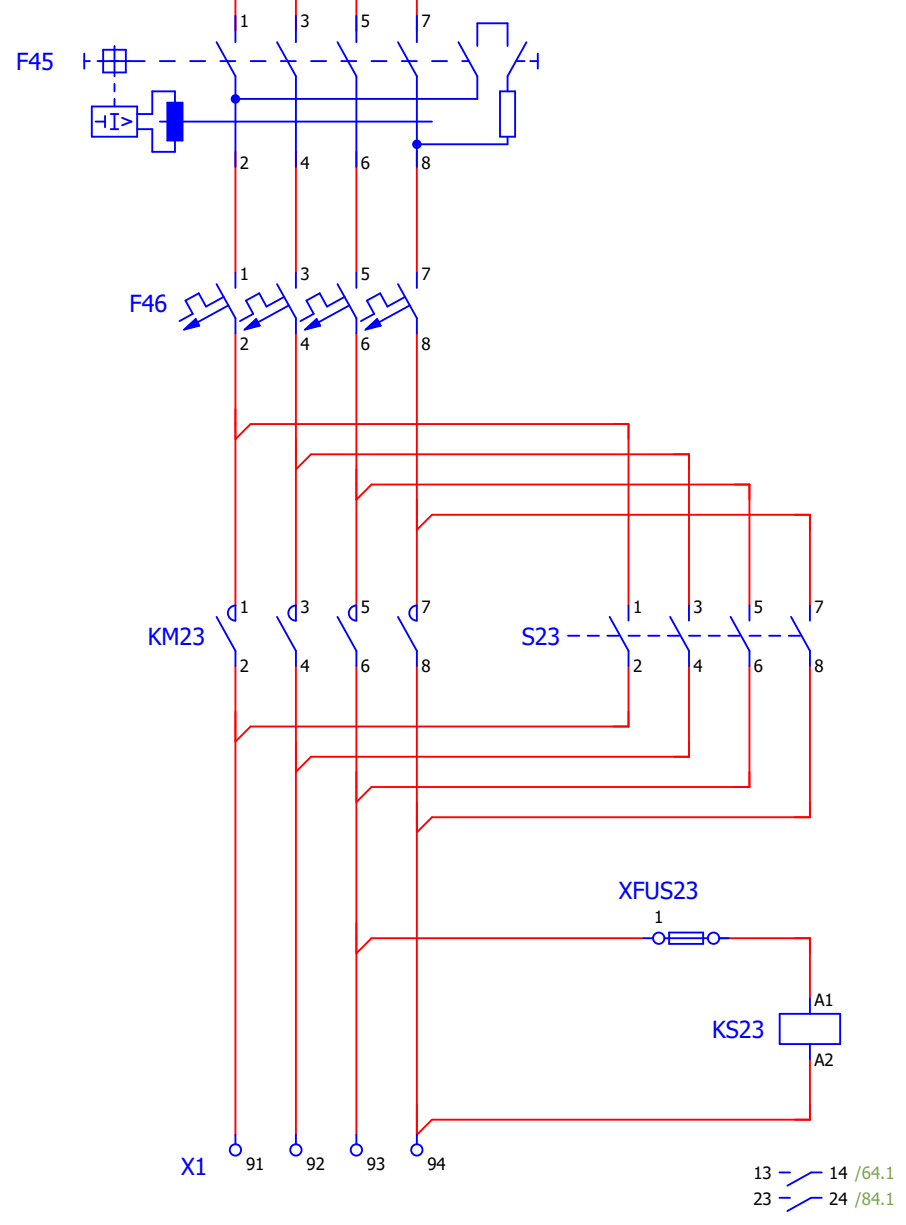 1 3 5 7
F45
I>
2 4 6 8
1 3 5 7
F46
2 4 6 8
1 3 5 7 1 3 5 7
KM23 S23
2 4 6 8 2 4 6 8
XFUS23
1
A1
KS23
A2
X1 91 92 93 94
13 14 /64.1
23 24 /84.1